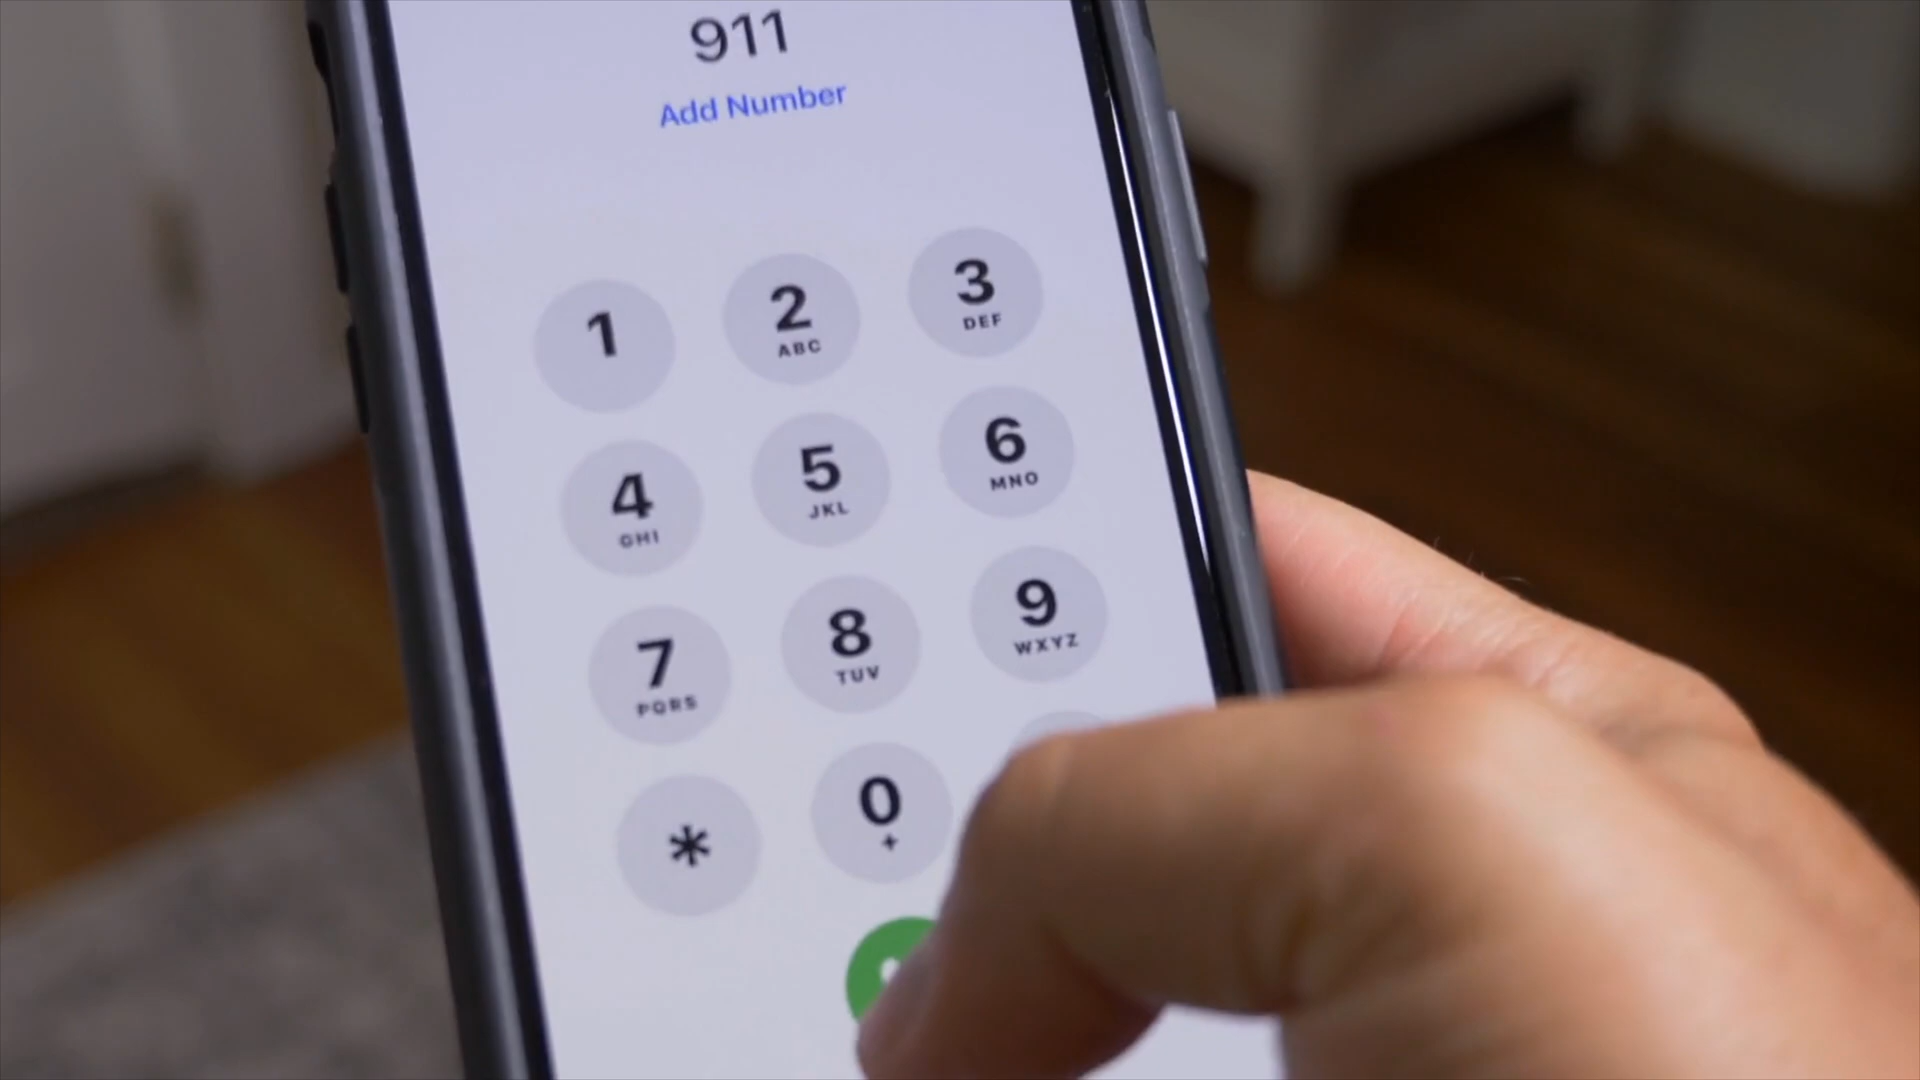 911
Add Number
1 2 3
ABC DEF
4 5 6
GHI JKL MNO
7 8 9
PQRS TUV WXYZ
* 0
+